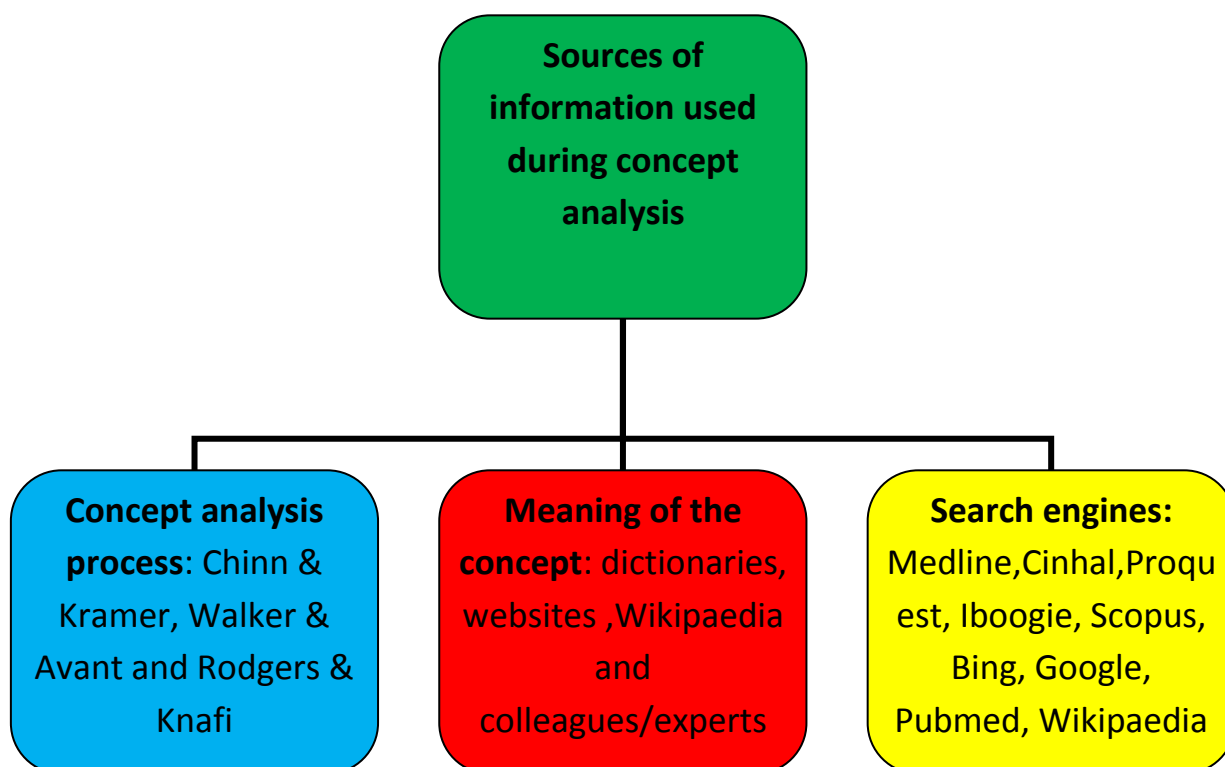 Sources of
information used
during concept
analysis
Concept analysis
process: Chinn &
Kramer, Walker &
Avant and Rodgers &
Knafi
Meaning of the
concept: dictionaries,
websites ,Wikipaedia
and
colleagues/experts
Search engines:
Medline,Cinhal,Proqu
est, Iboogie, Scopus,
Bing, Google,
Pubmed, Wikipaedia